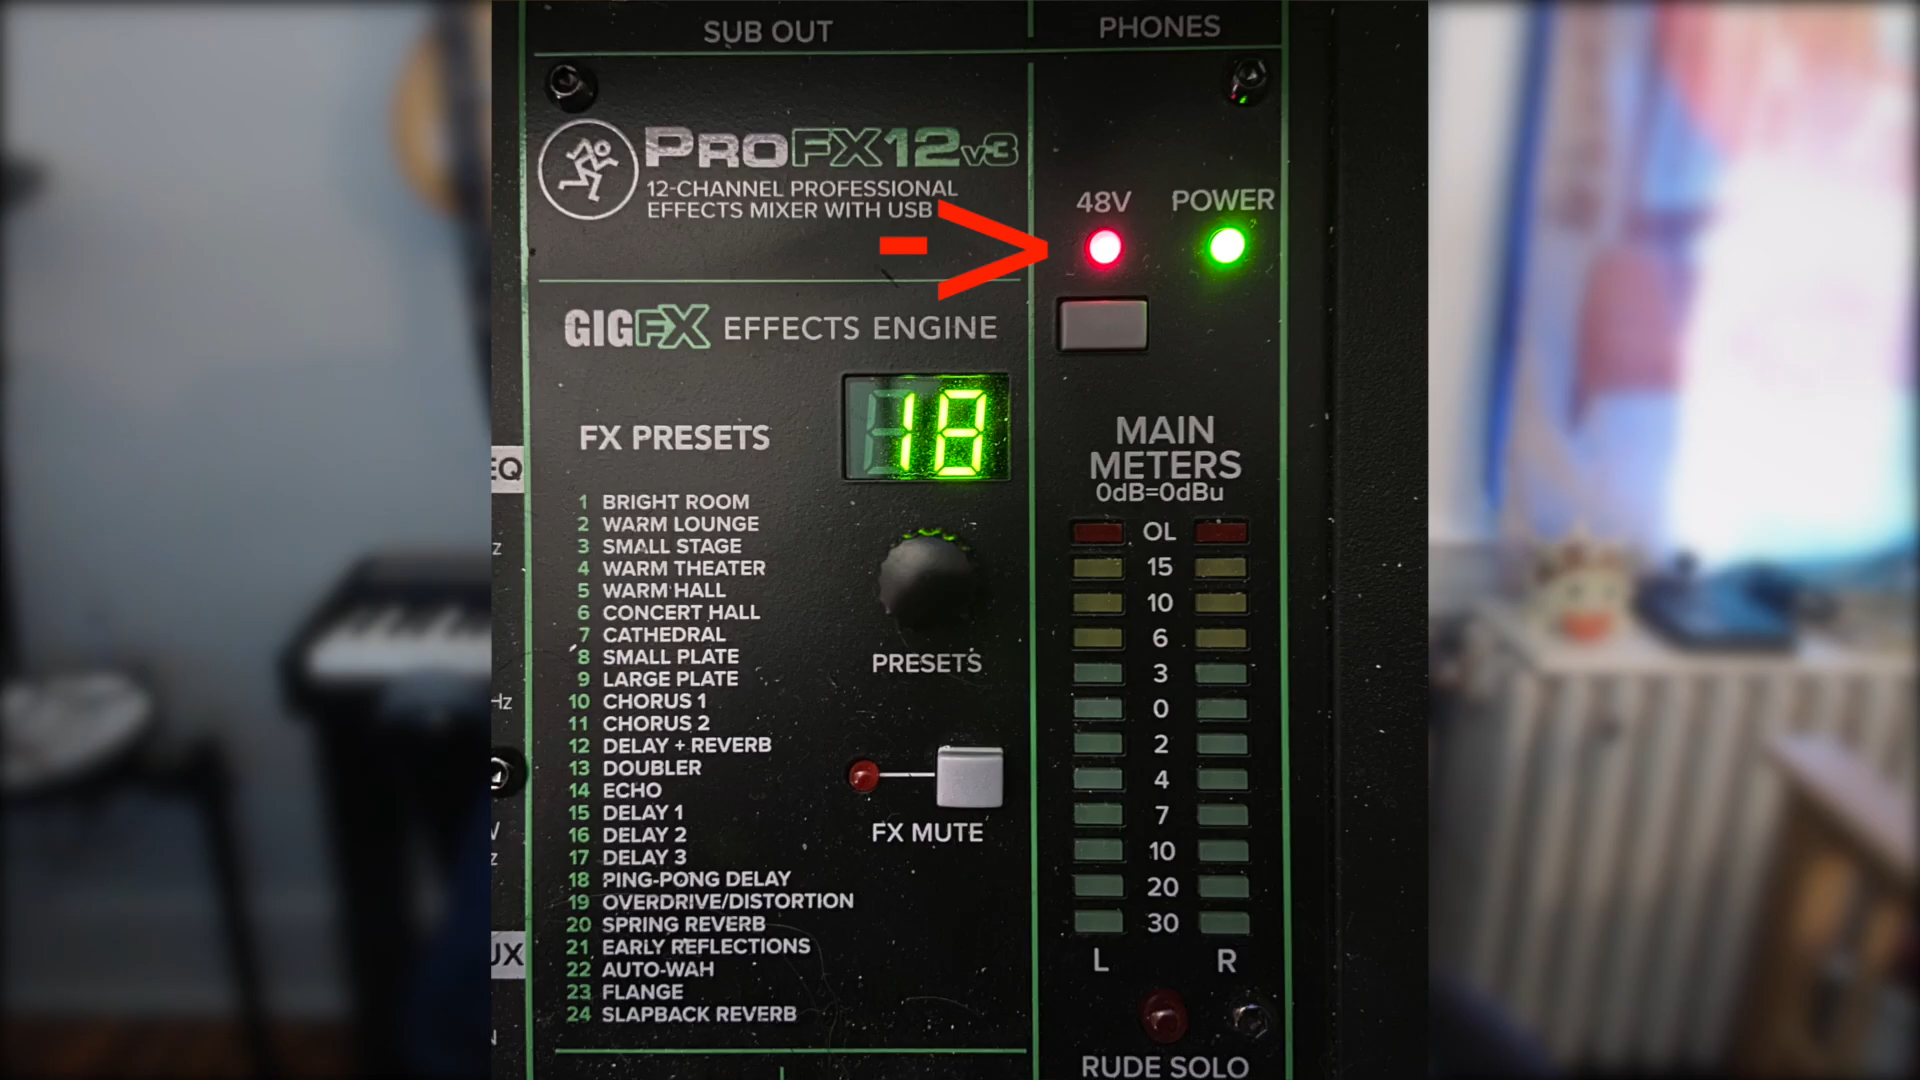 SUB OUT
PHONES
PROFX12v3
12-CHANNEL PROFESSIONAL
EFFECTS MIXER WITH USB
->
48V
POWER
GIGFX EFFECTS ENGINE
18
FX PRESETS
1 BRIGHT ROOM
2 WARM LOUNGE
3 SMALL STAGE
4 WARM THEATER
5 WARM HALL
6 CONCERT HALL
7 CATHEDRAL
8 SMALL PLATE
9 LARGE PLATE
10 CHORUS 1
11 CHORUS 2
12 DELAY + REVERB
13 DOUBLER
14 ECHO
15 DELAY 1
16 DELAY 2
17 DELAY 3
18 PING-PONG DELAY
19 OVERDRIVE/DISTORTION
20 SPRING REVERB
21 EARLY REFLECTIONS
22 AUTO-WAH
23 FLANGE
24 SLAPBACK REVERB
PRESETS
FX MUTE
MAIN
METERS
0dB=0dBu
OL
15
10
6
3
0
2
4
7
10
20
30
L R
RUDE SOLO
EQ
Hz